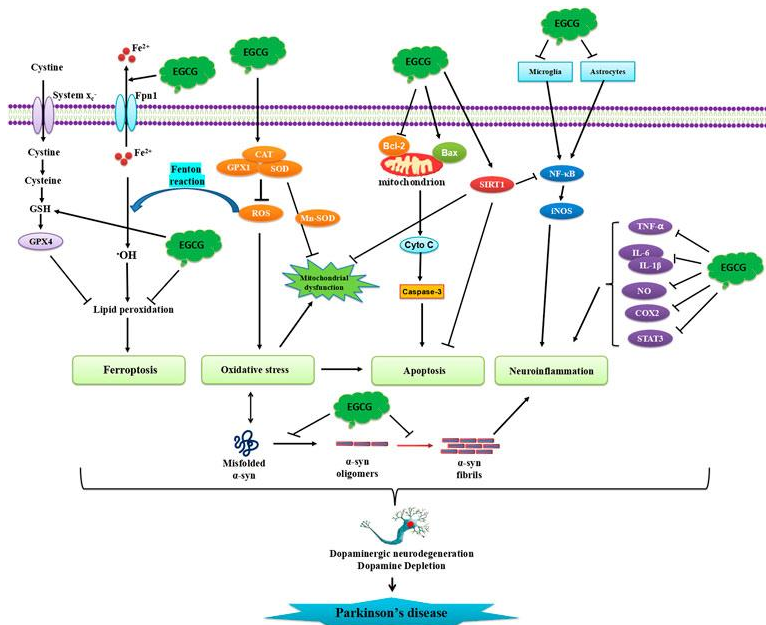 EGCG
Fe²⁺
EGCG
EGCG
EGCG
Cystine
Microglia
Astrocytes
System xc⁻
Fpn1
Cystine
Fe²⁺
Cysteine
GSH
GPX4
Fenton
reaction
CAT
GPX1
SOD
ROS
Mn-SOD
Bcl-2
Bax
mitochondrion
SIRT1
NF-κB
iNOS
EGCG
•OH
Cyto C
Mitochondrial
dysfunction
Caspase-3
Lipid peroxidation
TNF-α
IL-6
IL-1β
NO
COX2
STAT3
EGCG
Ferroptosis
Oxidative stress
Apoptosis
Neuroinflammation
EGCG
Misfolded
α-syn
α-syn
oligomers
α-syn
fibrils
Dopaminergic neurodegeneration
Dopamine Depletion
Parkinson's disease